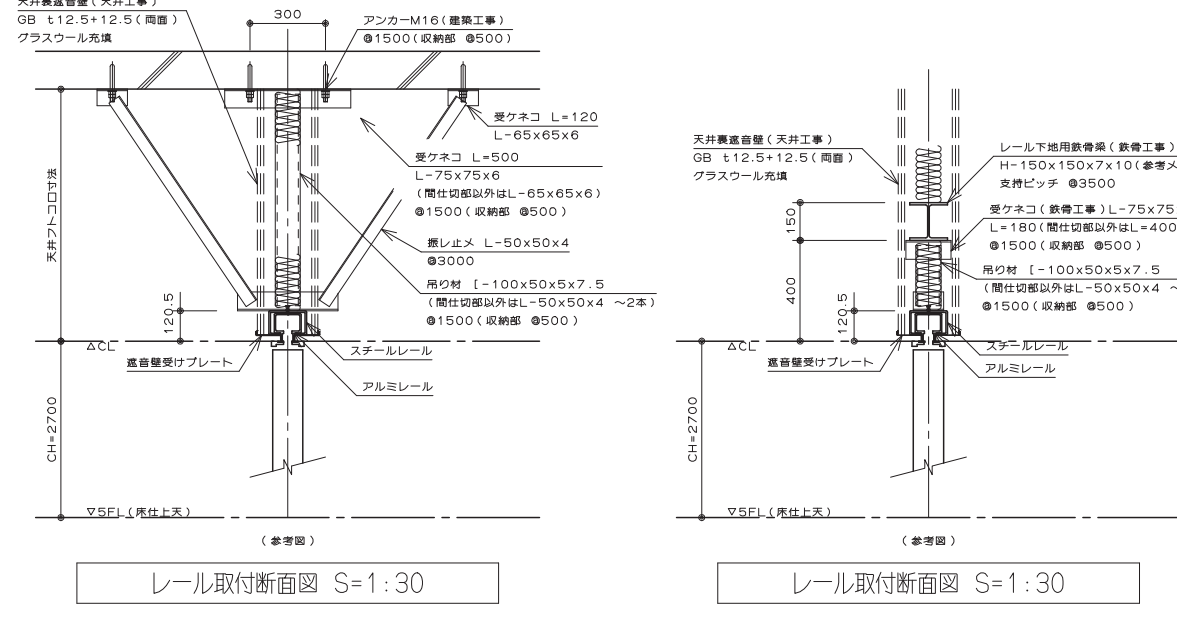 天井裏遮音壁(天井工事)
GB t12.5+12.5(両面)
グラスウール充填
300
アンカーM16(建築工事)
@1500(収納部 @500)
受ケネコ L=120
L-65x65x6
受ケネコ L=500
L-75x75x6
(間仕切部以外はL-65x65x6)
@1500(収納部 @500)
振レ止メ L-50x50x4
@3000
吊り材 [-100x50x5x7.5
(間仕切部以外はL-50x50x4 ~2本)
@1500(収納部 @500)
天井フトコロ寸法
120.5
△CL
遮音壁受けプレート
スチールレール
アルミレール
CH=2700
▽5FL(床仕上天)
(参考図)
レール取付断面図 S=1:30
天井裏遮音壁(天井工事)
GB t12.5+12.5(両面)
グラスウール充填
レール下地用鉄骨梁(鉄骨工事)
H-150x150x7x10(参考メ
支持ピッチ @3500
受ケネコ(鉄骨工事)L-75x75
L=180(間仕切部以外はL=400
@1500(収納部 @500)
吊り材 [-100x50x5x7.5
(間仕切部以外はL-50x50x4 ~
@1500(収納部 @500)
150
400
120.5
△CL
遮音壁受けプレート
スチールレール
アルミレール
CH=2700
▽5FL(床仕上天)
(参考図)
レール取付断面図 S=1:30